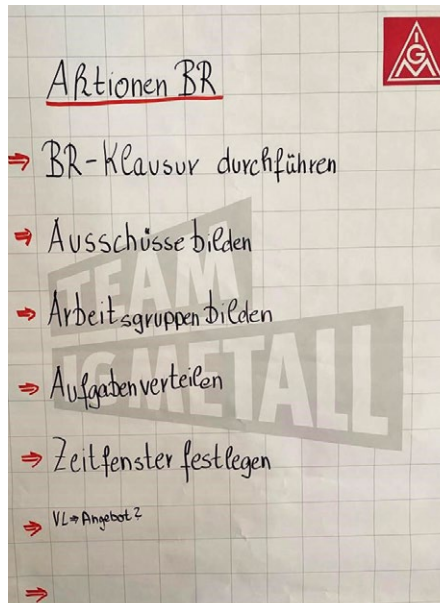 IGM
Aktionen BR
⇒ BR-Klausur durchführen
⇒ Ausschüsse bilden
⇒ Arbeitsgruppen bilden
⇒ Aufgaben verteilen
⇒ Zeitfenster festlegen
⇒ VL ⇒ Angebot?
⇒
TEAM
IG METALL